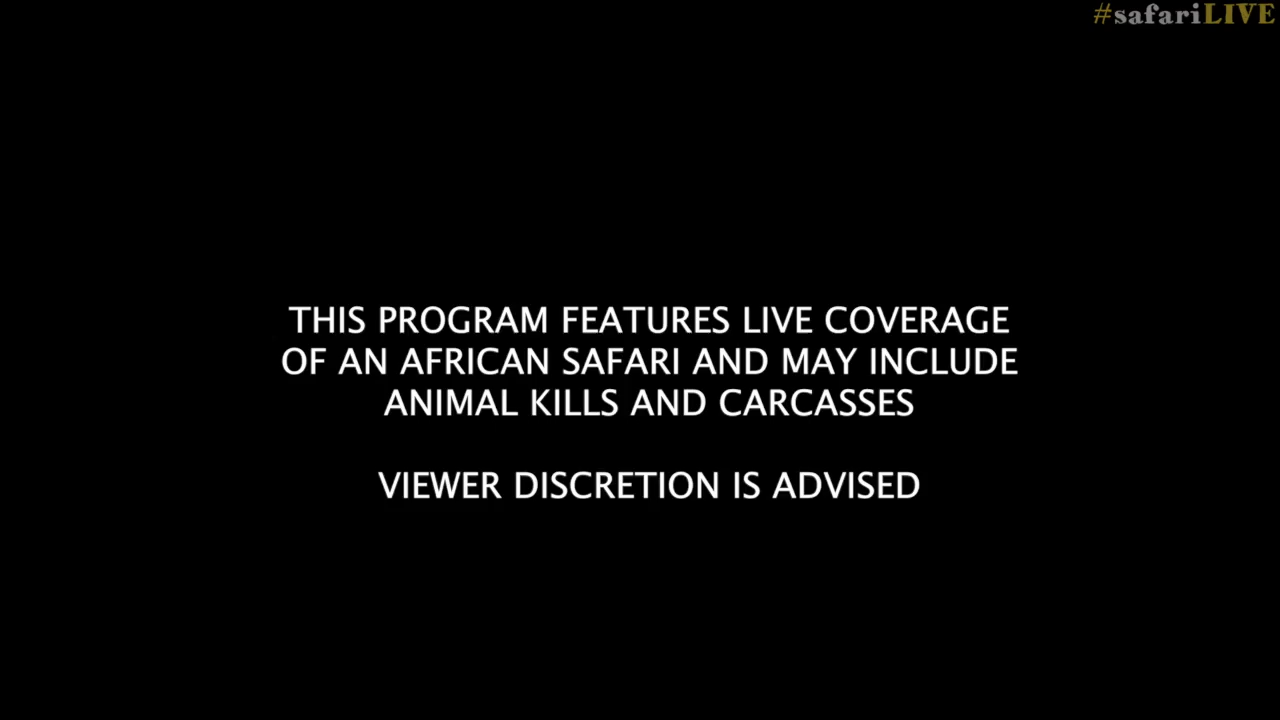 #safariLIVE
THIS PROGRAM FEATURES LIVE COVERAGE
OF AN AFRICAN SAFARI AND MAY INCLUDE
ANIMAL KILLS AND CARCASSES
VIEWER DISCRETION IS ADVISED